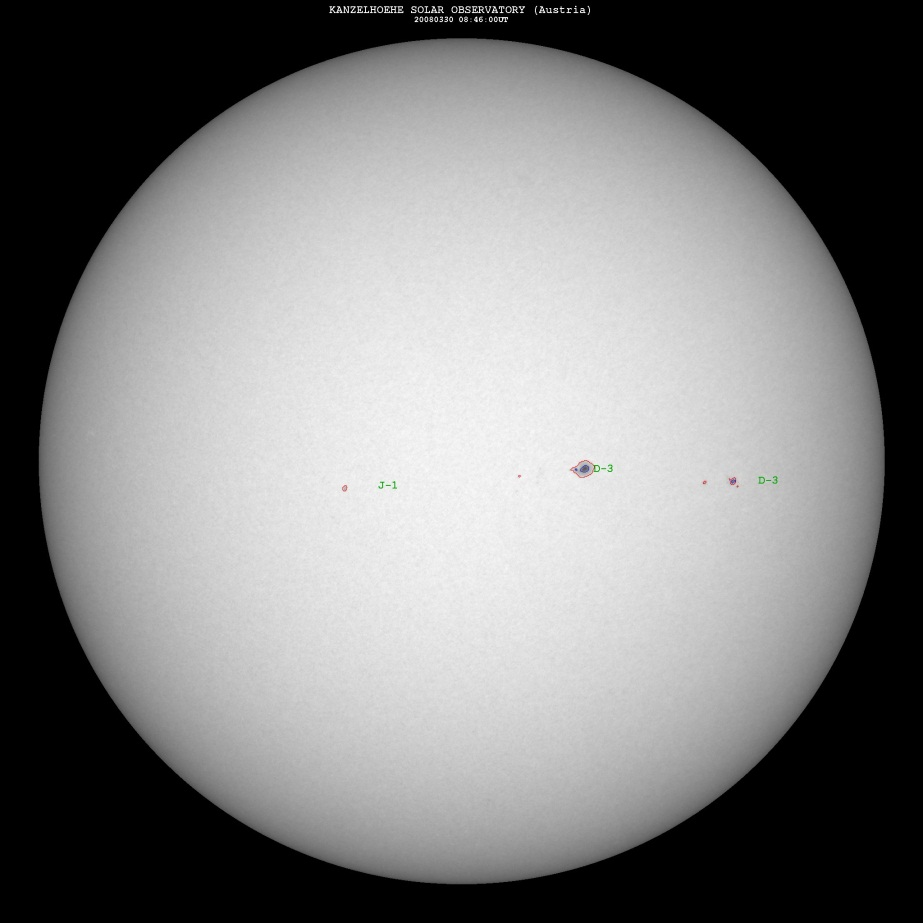 KANZELHOEHE SOLAR OBSERVATORY (Austria)
20080330 08:46:00UT
D-3
D-3
J-1